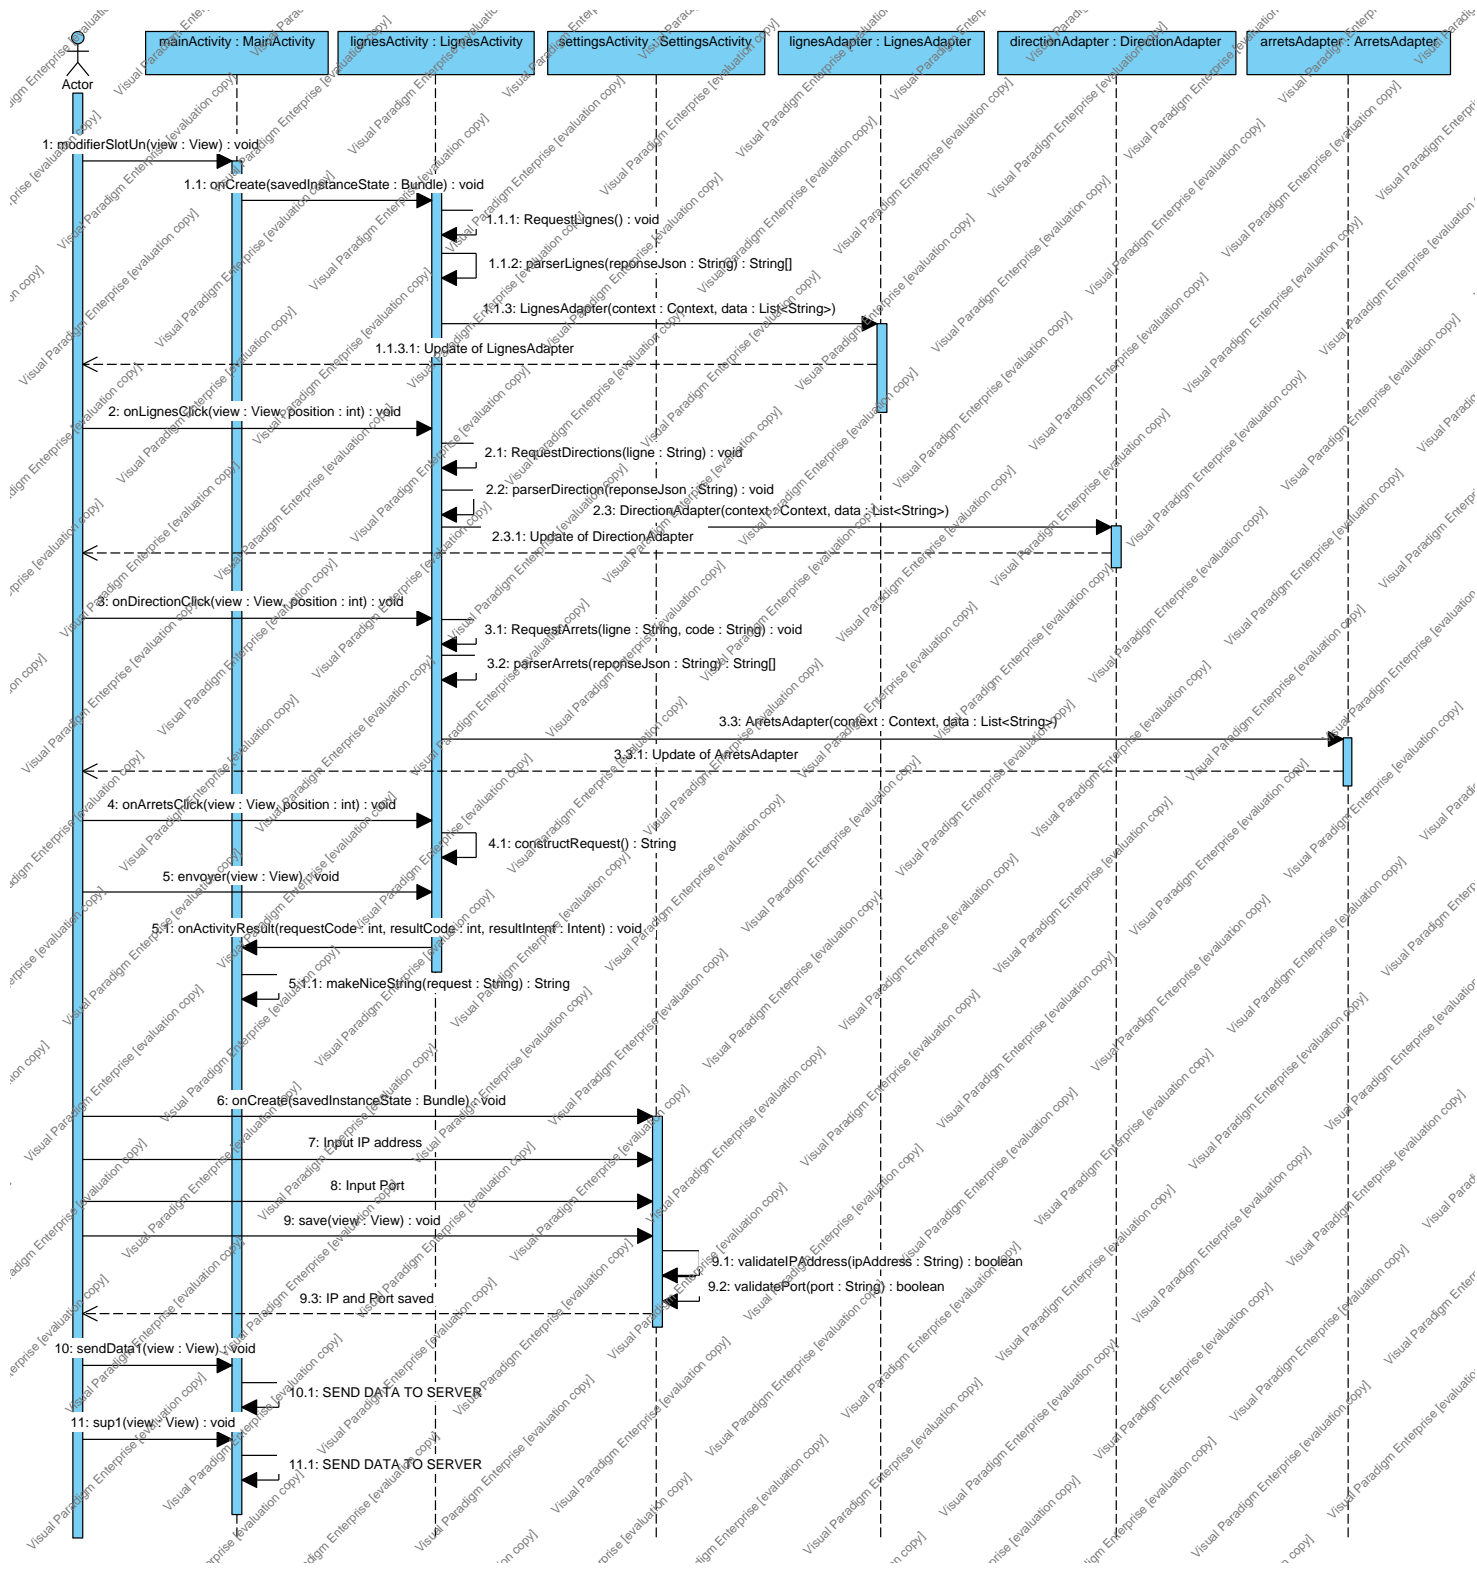 mainActivity : MainActivity
lignesActivity : LignesActivity
settingsActivity : SettingsActivity
lignesAdapter : LignesAdapter
directionAdapter : DirectionAdapter
arretsAdapter : ArretsAdapter
Actor
1: modifierSlotUn(view : View) : void
1.1: onCreate(savedInstanceState : Bundle) : void
1.1.1: RequestLignes() : void
1.1.2: parserLignes(reponseJson : String) : String[]
1.1.3: LignesAdapter(context : Context, data : List<String>)
1.1.3.1: Update of LignesAdapter
2: onLignesClick(view : View, position : int) : void
2.1: RequestDirections(ligne : String) : void
2.2: parserDirection(reponseJson : String) : void
2.3: DirectionAdapter(context : Context, data : List<String>)
2.3.1: Update of DirectionAdapter
3: onDirectionClick(view : View, position : int) : void
3.1: RequestArrets(ligne : String, code : String) : void
3.2: parserArrets(reponseJson : String) : String[]
3.3: ArretsAdapter(context : Context, data : List<String>)
3.3.1: Update of ArretsAdapter
4: onArretsClick(view : View, position : int) : void
4.1: constructRequest() : String
5: envoyer(view : View) : void
5.1: onActivityResult(requestCode : int, resultCode : int, resultIntent : Intent) : void
5.1.1: makeNiceString(request : String) : String
6: onCreate(savedInstanceState : Bundle) : void
7: Input IP address
8: Input Port
9: save(view : View) : void
9.1: validateIPAddress(ipAddress : String) : boolean
9.2: validatePort(port : String) : boolean
9.3: IP and Port saved
10: sendData1(view : View) : void
10.1: SEND DATA TO SERVER
11: sup1(view : View) : void
11.1: SEND DATA TO SERVER
Visual Paradigm Enterprise [evaluation copy]